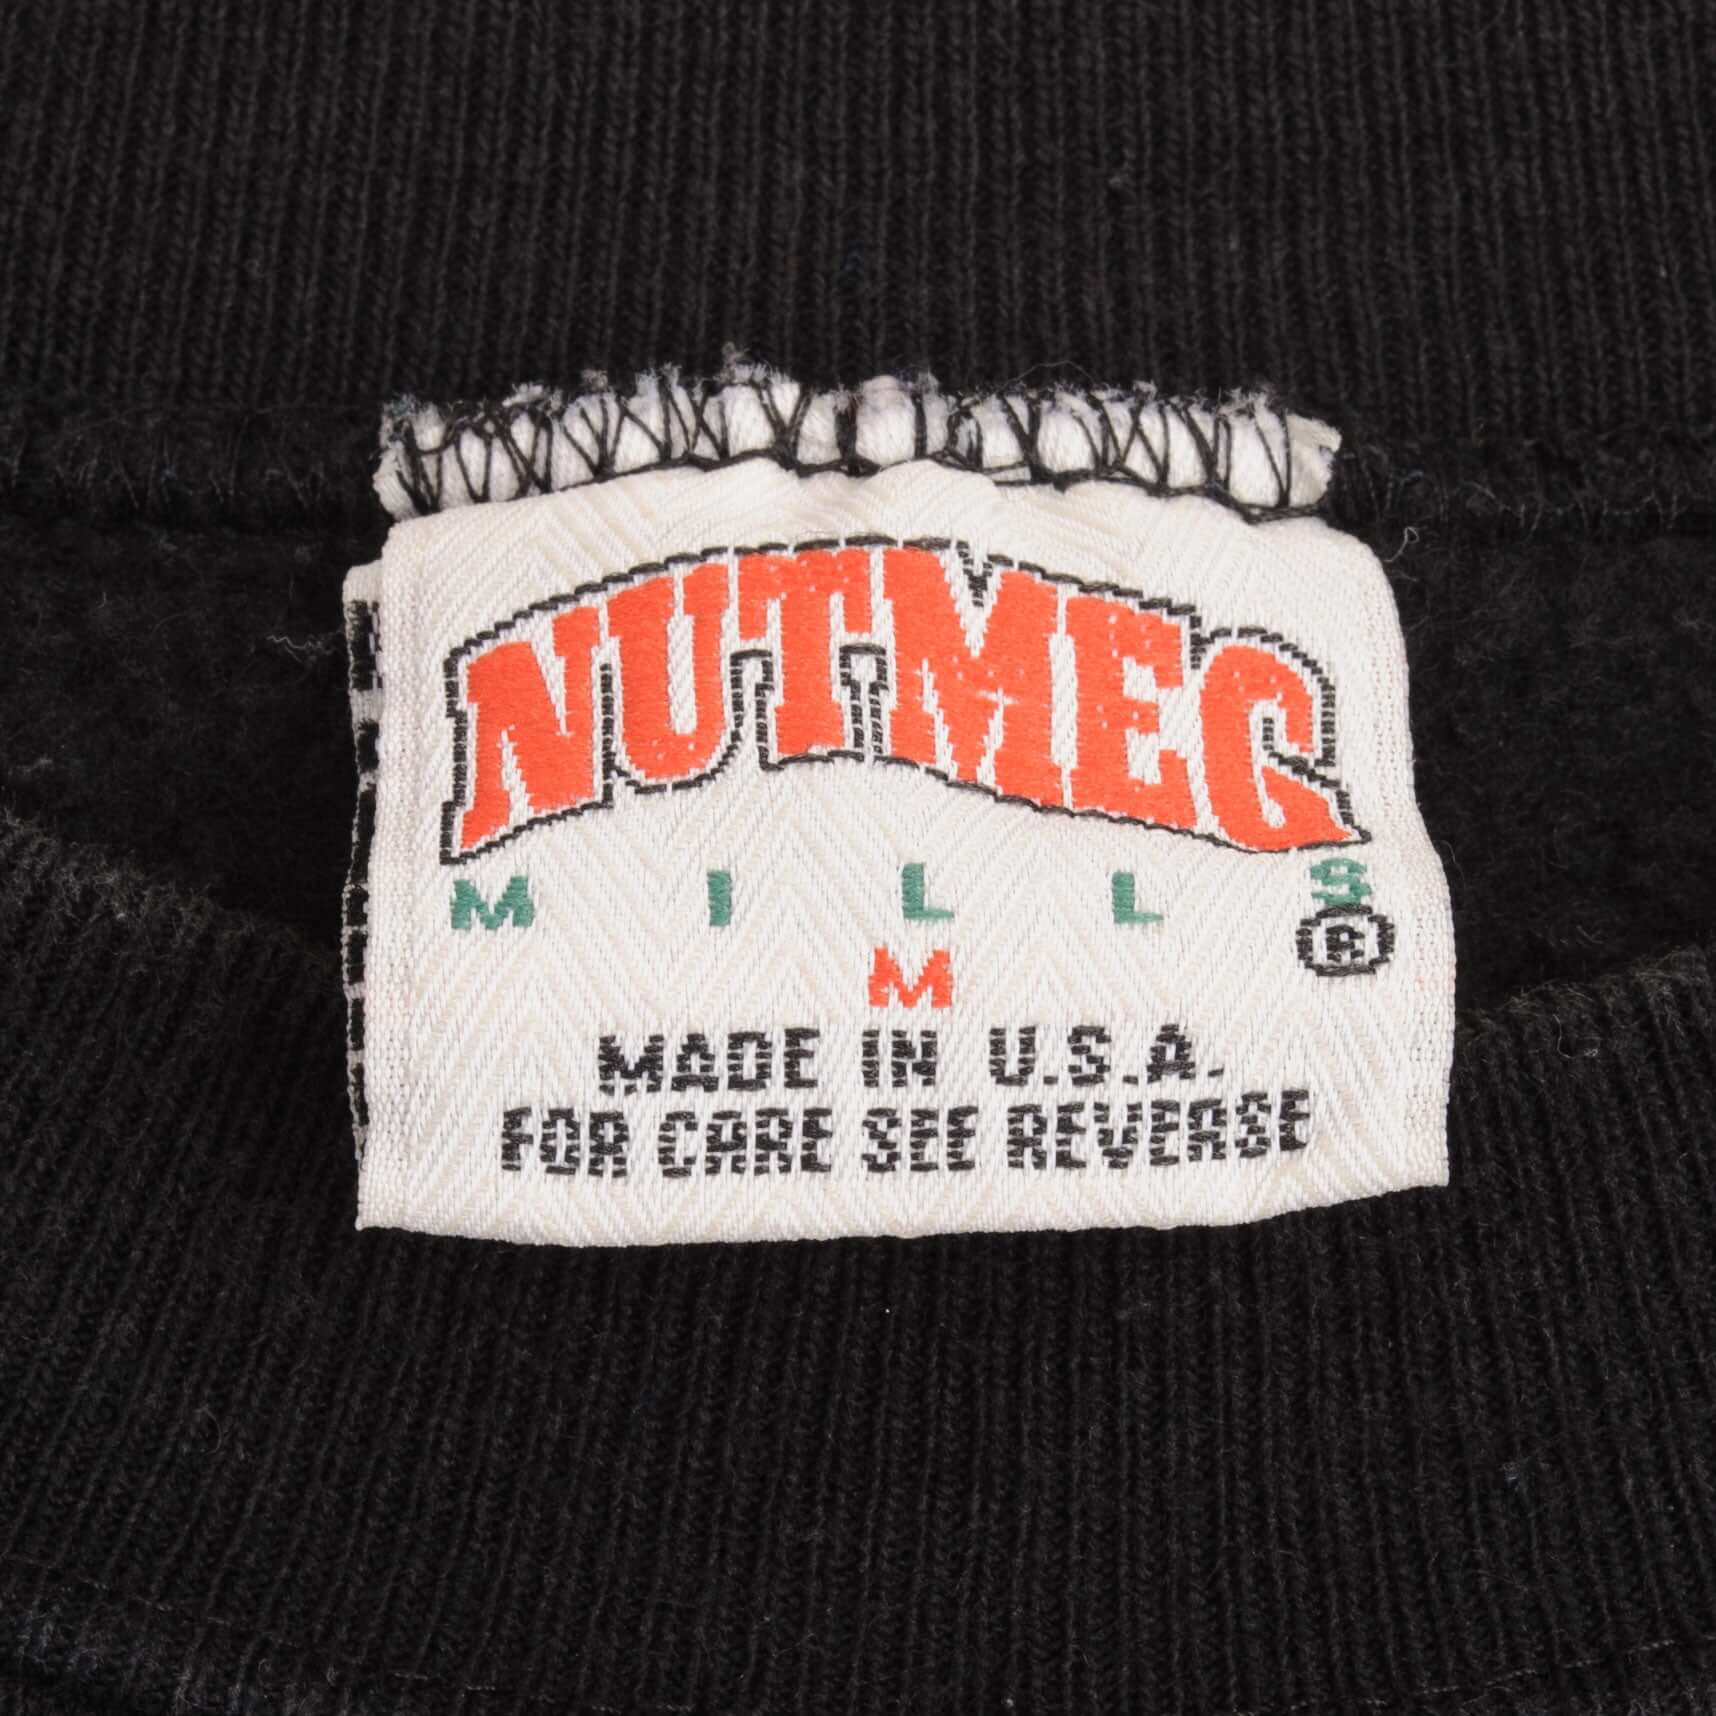 NUTMEG
MILLS ®
M
MADE IN U.S.A.
FOR CARE SEE REVERSE